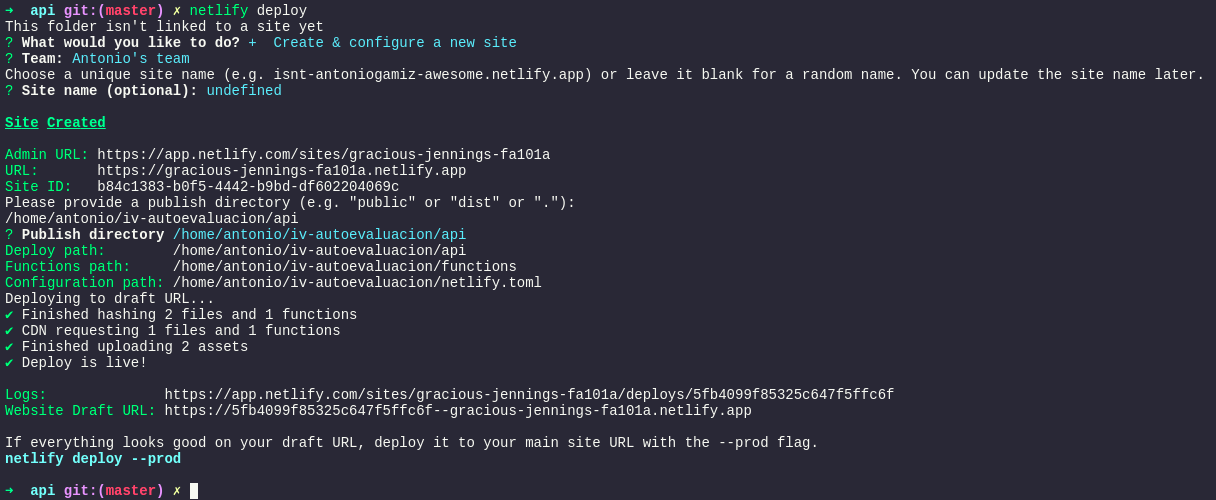 ➜  api git:(master) ✗ netlify deploy
This folder isn't linked to a site yet
? What would you like to do? +  Create & configure a new site
? Team: Antonio's team
Choose a unique site name (e.g. isnt-antoniogamiz-awesome.netlify.app) or leave it blank for a random name. You can update the site name later.
? Site name (optional): undefined
Site Created
Admin URL: https://app.netlify.com/sites/gracious-jennings-fa101a
URL:       https://gracious-jennings-fa101a.netlify.app
Site ID:   b84c1383-b0f5-4442-b9bd-df602204069c
Please provide a publish directory (e.g. "public" or "dist" or "."):
/home/antonio/iv-autoevaluacion/api
? Publish directory /home/antonio/iv-autoevaluacion/api
Deploy path:        /home/antonio/iv-autoevaluacion/api
Functions path:     /home/antonio/iv-autoevaluacion/functions
Configuration path: /home/antonio/iv-autoevaluacion/netlify.toml
Deploying to draft URL...
✔ Finished hashing 2 files and 1 functions
✔ CDN requesting 1 files and 1 functions
✔ Finished uploading 2 assets
✔ Deploy is live!
Logs:              https://app.netlify.com/sites/gracious-jennings-fa101a/deploys/5fb4099f85325c647f5ffc6f
Website Draft URL: https://5fb4099f85325c647f5ffc6f--gracious-jennings-fa101a.netlify.app
If everything looks good on your draft URL, deploy it to your main site URL with the --prod flag.
netlify deploy --prod
➜  api git:(master) ✗